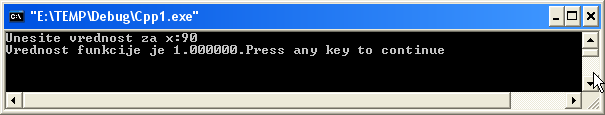 "E:\TEMP\Debug\Cpp1.exe"
Unesite vrednost za x:90
Vrednost funkcije je 1.000000.Press any key to continue